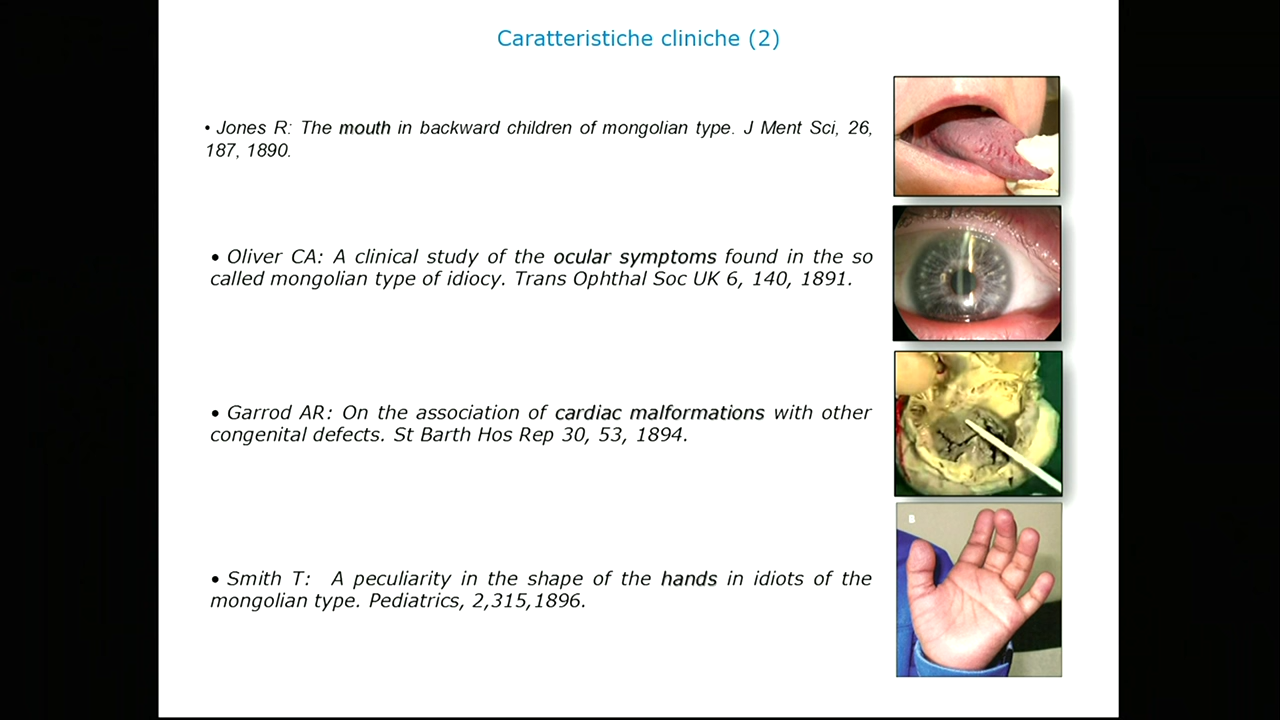 Caratteristiche cliniche (2)
• Jones R: The mouth in backward children of mongolian type. J Ment Sci, 26,
187, 1890.
• Oliver CA: A clinical study of the ocular symptoms found in the so
called mongolian type of idiocy. Trans Ophthal Soc UK 6, 140, 1891.
• Garrod AR: On the association of cardiac malformations with other
congenital defects. St Barth Hos Rep 30, 53, 1894.
B
• Smith T: A peculiarity in the shape of the hands in idiots of the
mongolian type. Pediatrics, 2,315,1896.